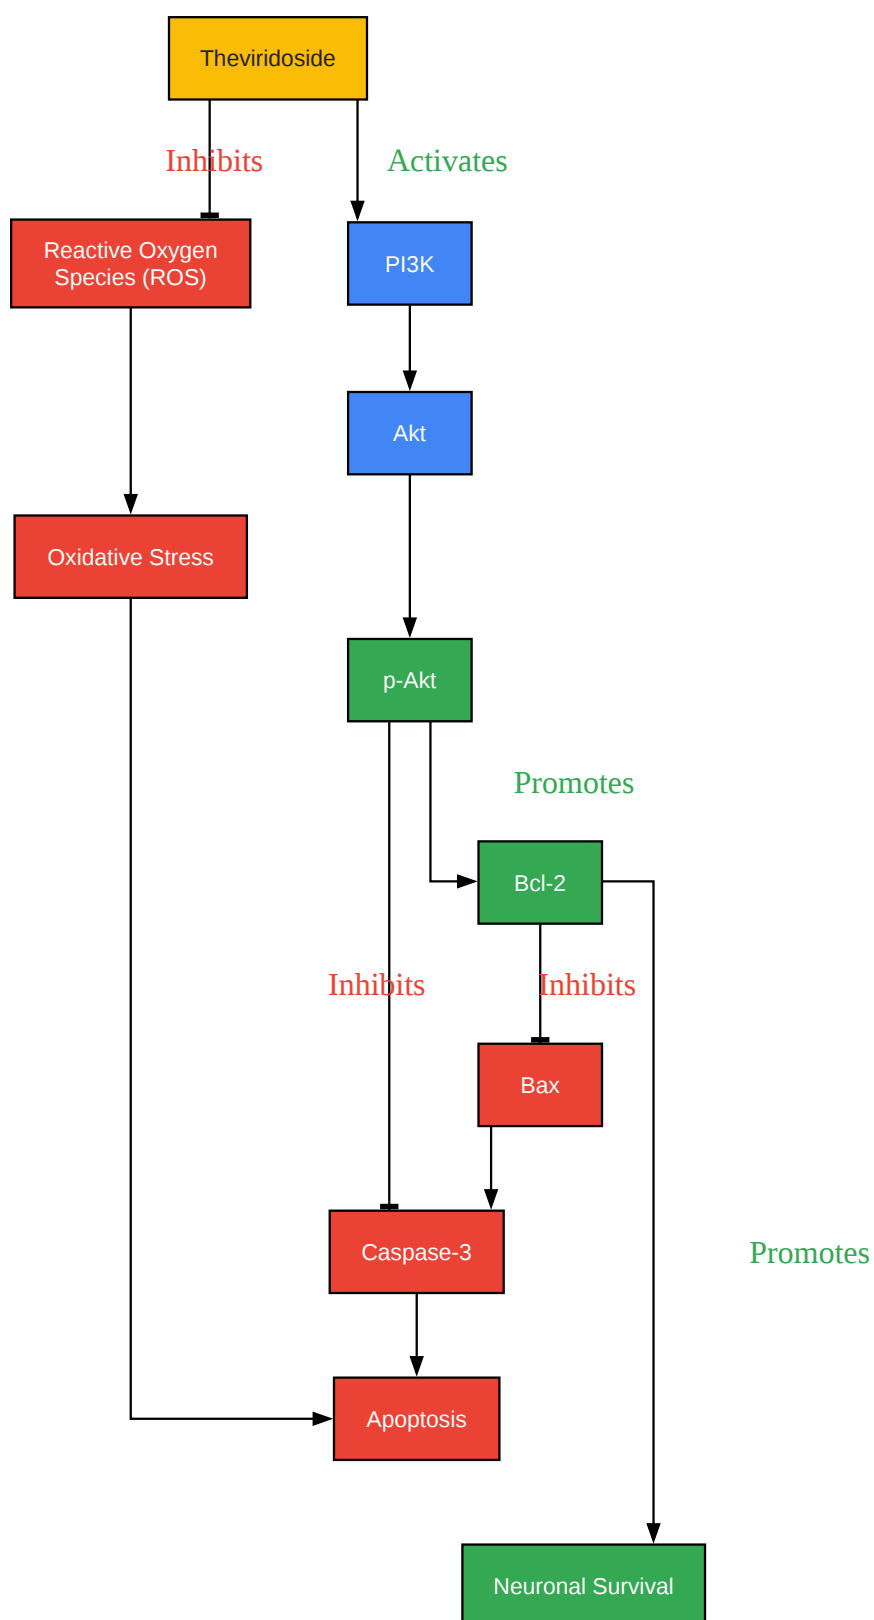 Theviridoside
Inhibits
Activates
Reactive Oxygen
Species (ROS)
PI3K
Akt
Oxidative Stress
p-Akt
Promotes
Bcl-2
Inhibits
Inhibits
Bax
Caspase-3
Promotes
Apoptosis
Neuronal Survival